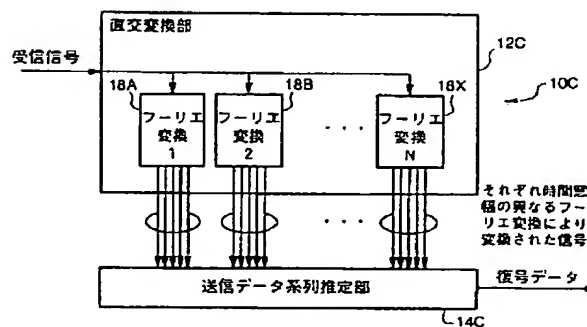 直交変換部
受信信号
12C
10C
18A
18B
18X
フーリエ
変換
1
フーリエ
変換
2
・・・
フーリエ
変換
N
それぞれ時間窓
幅の異なるフー
リエ変換により
変換された信号
・・・
送信データ系列推定部
復号データ
14C